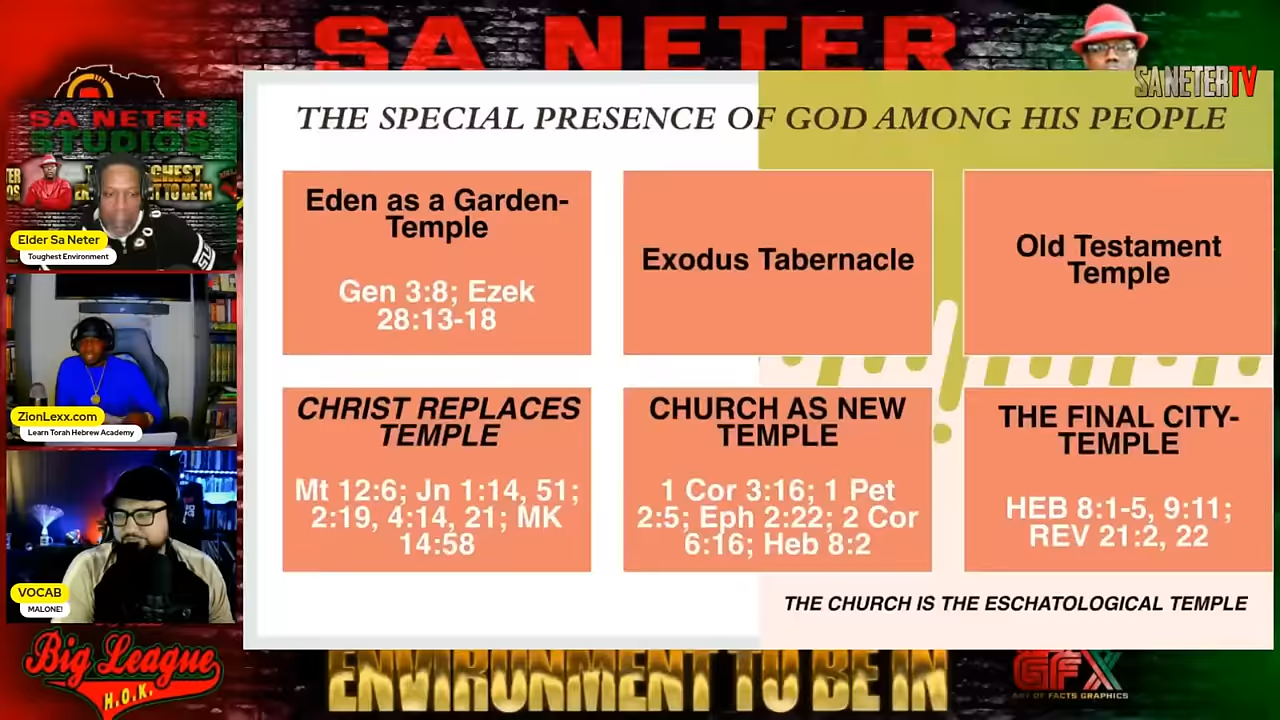 SA NETER
SANETERTV
SA NETER
STUDIOS
Elder Sa Neter
Toughest Environment
ZionLexx.com
Learn Torah Hebrew Academy
VOCAB
MALONE!
Big League
H.O.K.
THE SPECIAL PRESENCE OF GOD AMONG HIS PEOPLE
Eden as a Garden-
Temple
Gen 3:8; Ezek
28:13-18
Exodus Tabernacle
Old Testament
Temple
CHRIST REPLACES
TEMPLE
Mt 12:6; Jn 1:14, 51;
2:19, 4:14, 21; MK
14:58
CHURCH AS NEW
TEMPLE
1 Cor 3:16; 1 Pet
2:5; Eph 2:22; 2 Cor
6:16; Heb 8:2
THE FINAL CITY-
TEMPLE
HEB 8:1-5, 9:11;
REV 21:2, 22
THE CHURCH IS THE ESCHATOLOGICAL TEMPLE
ENVIRONMENT TO BE IN
GFX
ART OF FACTS GRAPHICS